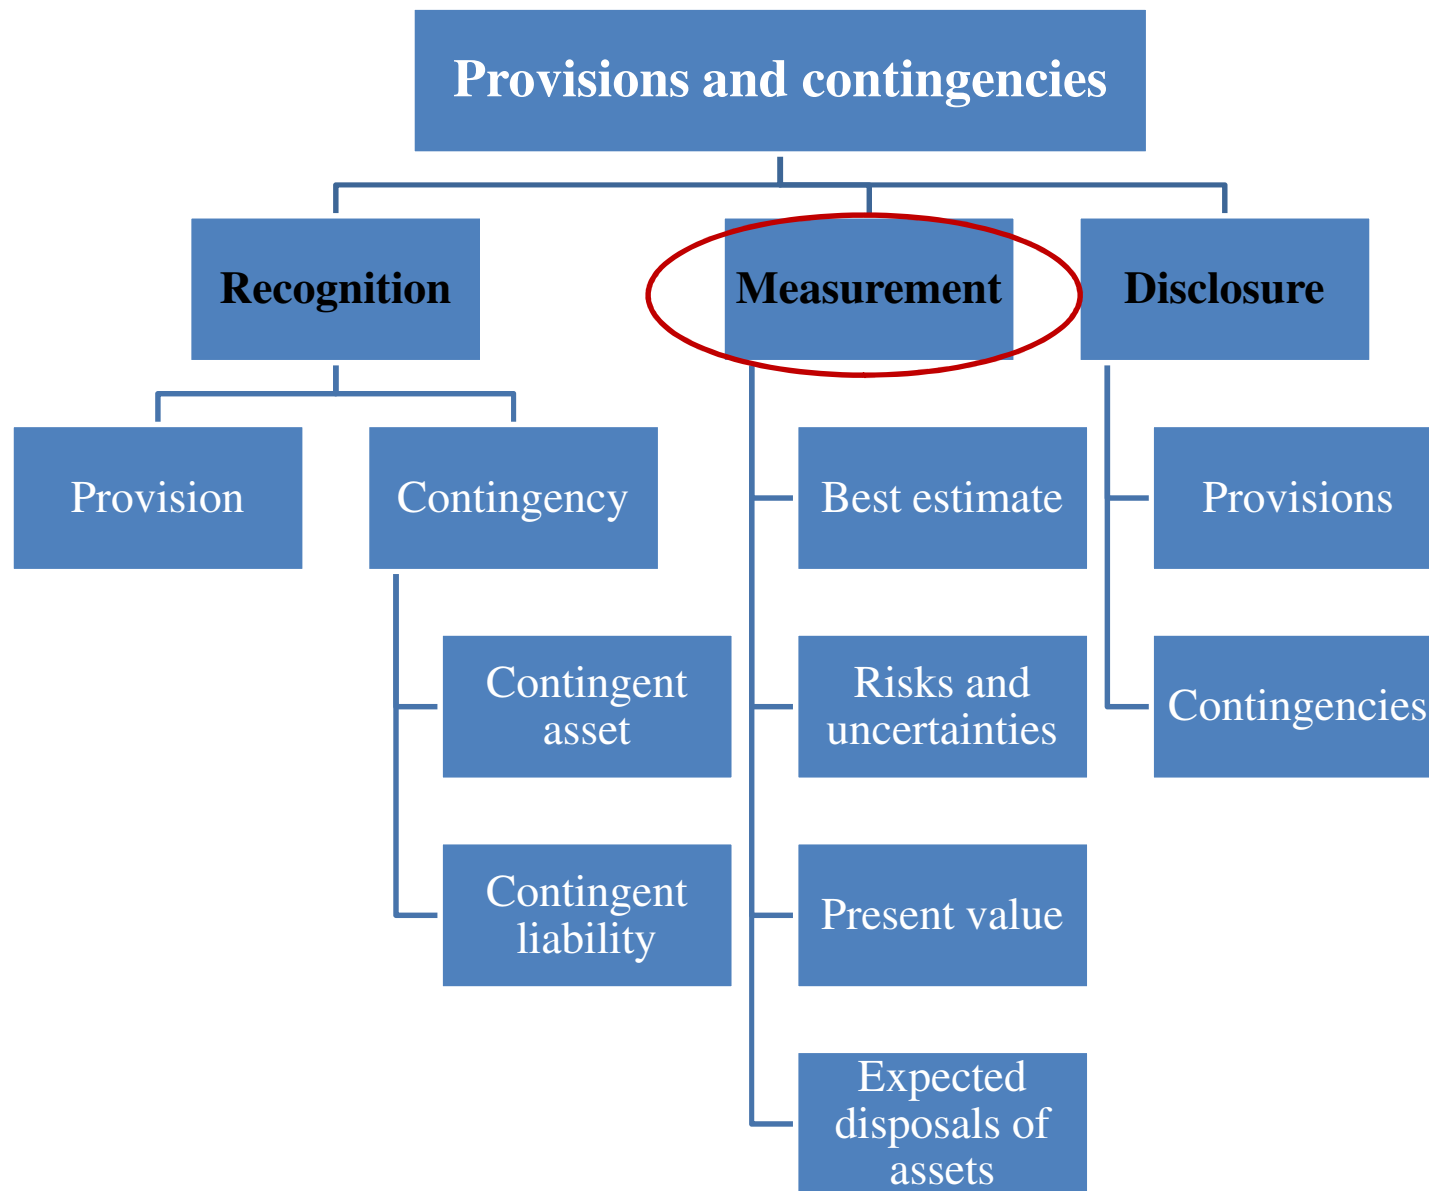 Provisions and contingencies
Recognition
Measurement
Disclosure
Provision
Contingency
Best estimate
Provisions
Contingent
asset
Risks and
uncertainties
Contingencies
Contingent
liability
Present value
Expected
disposals of
assets